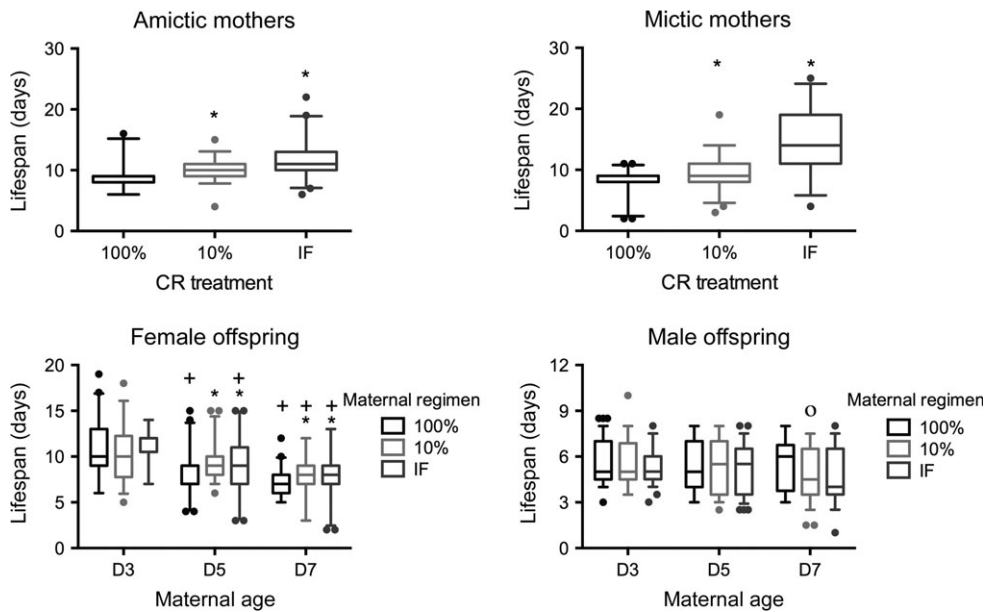 Amictic mothers
30
20
10
0
Lifespan (days)
*
*
100%
10%
IF
CR treatment
Mictic mothers
30
20
10
0
Lifespan (days)
*
*
100%
10%
IF
CR treatment
Female offspring
20
15
10
5
0
Lifespan (days)
+
*
+
*
+
+
*
+
*
D3
D5
D7
Maternal age
Maternal regimen
100%
10%
IF
Male offspring
12
9
6
3
0
Lifespan (days)
o
D3
D5
D7
Maternal age
Maternal regimen
100%
10%
IF